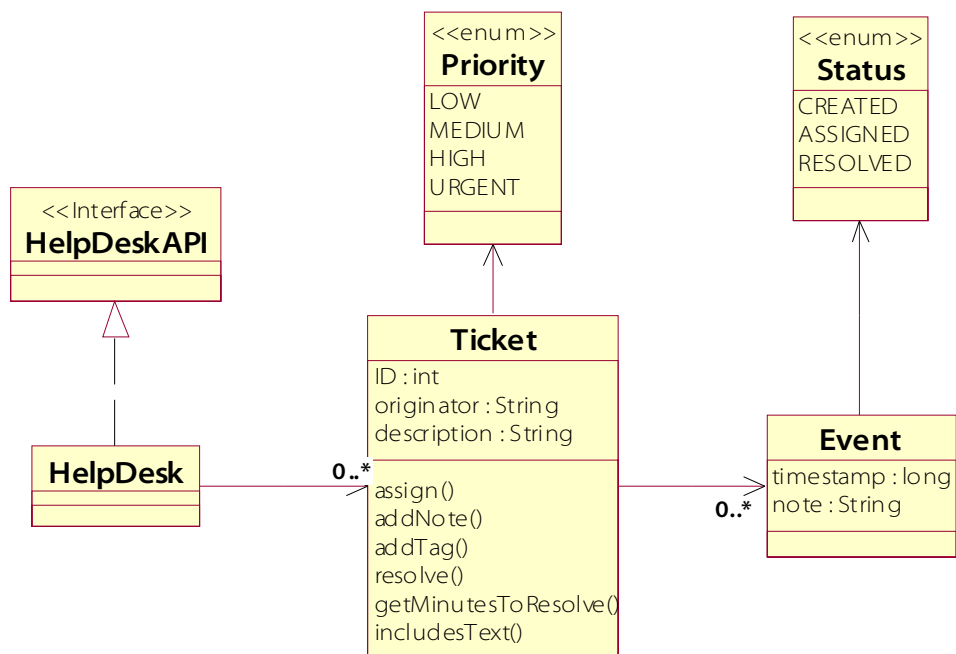 <<enum>>
Priority
LOW
MEDIUM
HIGH
URGENT
<<enum>>
Status
CREATED
ASSIGNED
RESOLVED
<<Interface>>
HelpDeskAPI
Ticket
ID : int
originator : String
description : String
assign()
addNote()
addTag()
resolve()
getMinutesToResolve()
includesText()
HelpDesk
0..*
Event
timestamp : long
note : String
0..*